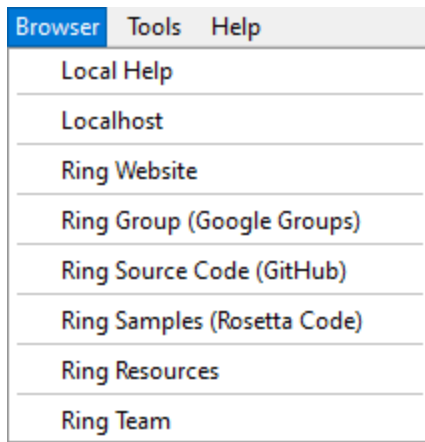 Browser Tools Help
Local Help
Localhost
Ring Website
Ring Group (Google Groups)
Ring Source Code (GitHub)
Ring Samples (Rosetta Code)
Ring Resources
Ring Team